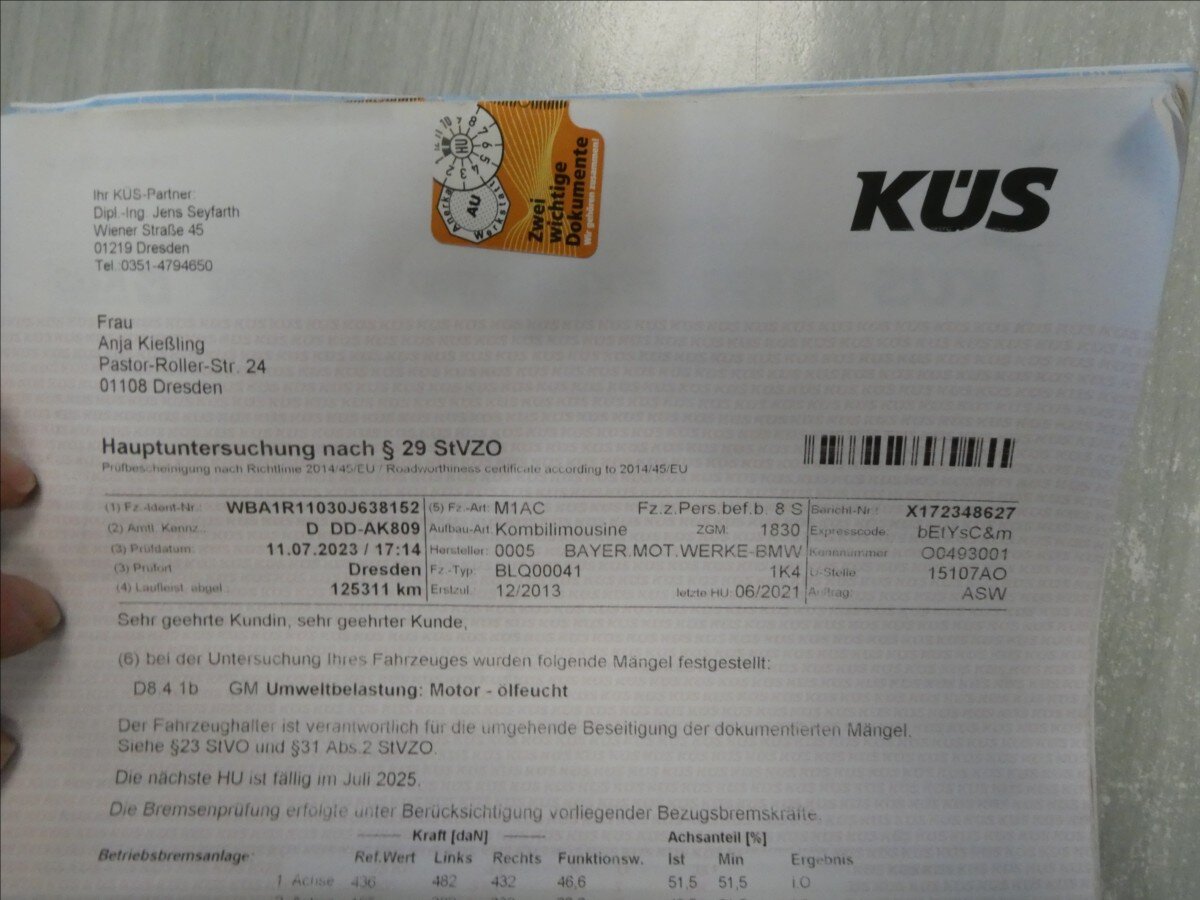 KÜS
Zwei
wichtige
Dokumente
Wir gehören zusammen!
HU
AU
Ihr KÜS-Partner:
Dipl.-Ing. Jens Seyfarth
Wiener Straße 45
01219 Dresden
Tel.:0351-4794650
Frau
Anja Kießling
Pastor-Roller-Str. 24
01108 Dresden
Hauptuntersuchung nach § 29 StVZO
Prüfbescheinigung nach Richtlinie 2014/45/EU / Roadworthiness certificate according to 2014/45/EU
(1) Fz.-Ident-Nr.: WBA1R11030J638152 (5) Fz.-Art: M1AC Fz.z.Pers.bef.b. 8 S Bericht-Nr.: X172348627
(2) Amtl. Kennz.: D DD-AK809 Aufbau-Art: Kombilimousine ZGM: 1830 Expresscode: bEtYsC&m
(3) Prüfdatum: 11.07.2023 / 17:14 Hersteller: 0005 BAYER.MOT.WERKE-BMW Kennnummer O0493001
(3) Prüfort Dresden Fz.-Typ: BLQ00041 1K4 U-Stelle 15107AO
(4) Laufleist. abgel.: 125311 km Erstzul.: 12/2013 letzte HU: 06/2021 Auftrag: ASW
Sehr geehrte Kundin, sehr geehrter Kunde,
(6) bei der Untersuchung Ihres Fahrzeuges wurden folgende Mängel festgestellt:
D8 4 1b GM Umweltbelastung: Motor - ölfeucht
Der Fahrzeughalter ist verantwortlich für die umgehende Beseitigung der dokumentierten Mängel.
Siehe §23 StVO und §31 Abs.2 StVZO.
Die nächste HU ist fällig im Juli 2025.
Die Bremsenprüfung erfolgte unter Berücksichtigung vorliegender Bezugsbremskräfte.
Kraft [daN] Achsanteil [%]
Betriebsbremsanlage: Ref.Wert Links Rechts Funktionsw. Ist Min Ergebnis
1 Achse 436 482 432 46,6 51,5 51,5 i.O